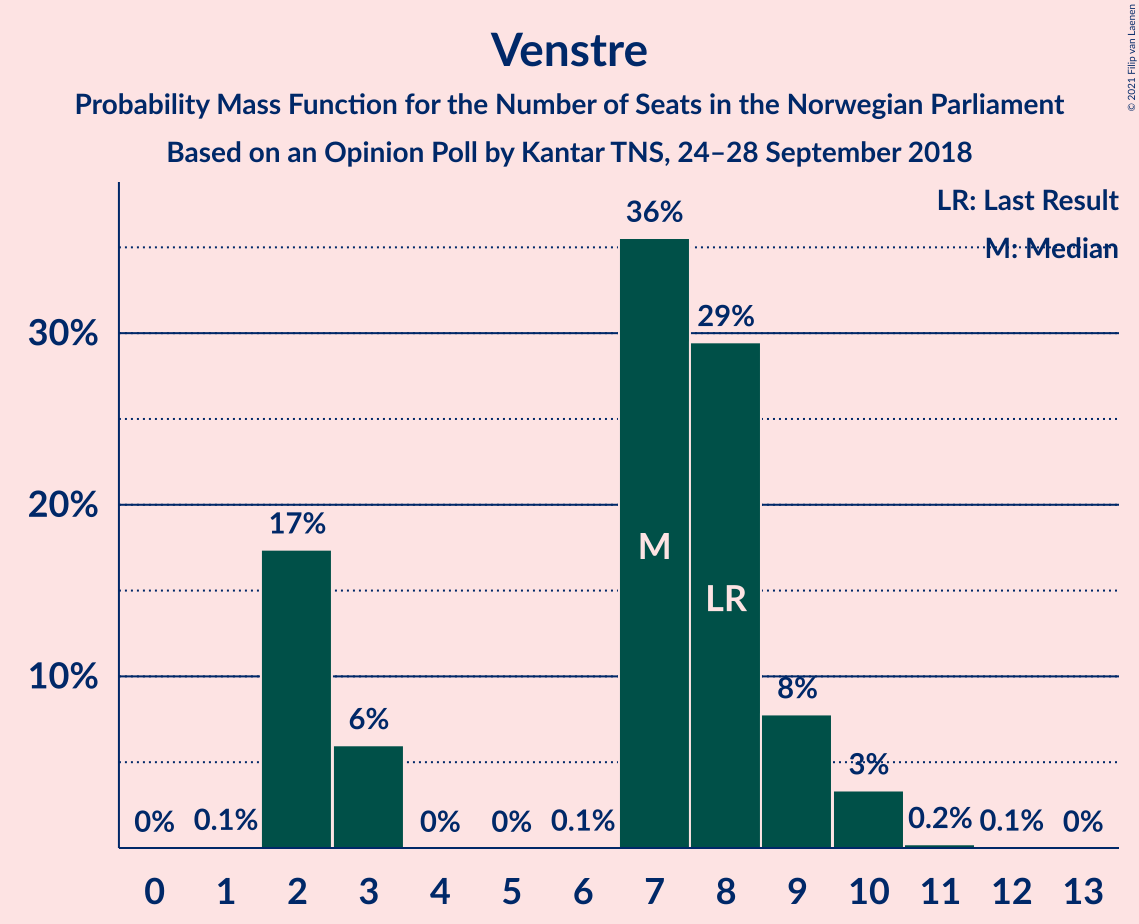 © 2021 Filip van Laenen
Venstre
Probability Mass Function for the Number of Seats in the Norwegian Parliament
Based on an Opinion Poll by Kantar TNS, 24–28 September 2018
LR: Last Result
M: Median
30%
20%
10%
0%
0.1%
17%
6%
0%
0%
0.1%
36%
29%
8%
3%
0.2%
0.1%
0%
M
LR
0 1 2 3 4 5 6 7 8 9 10 11 12 13